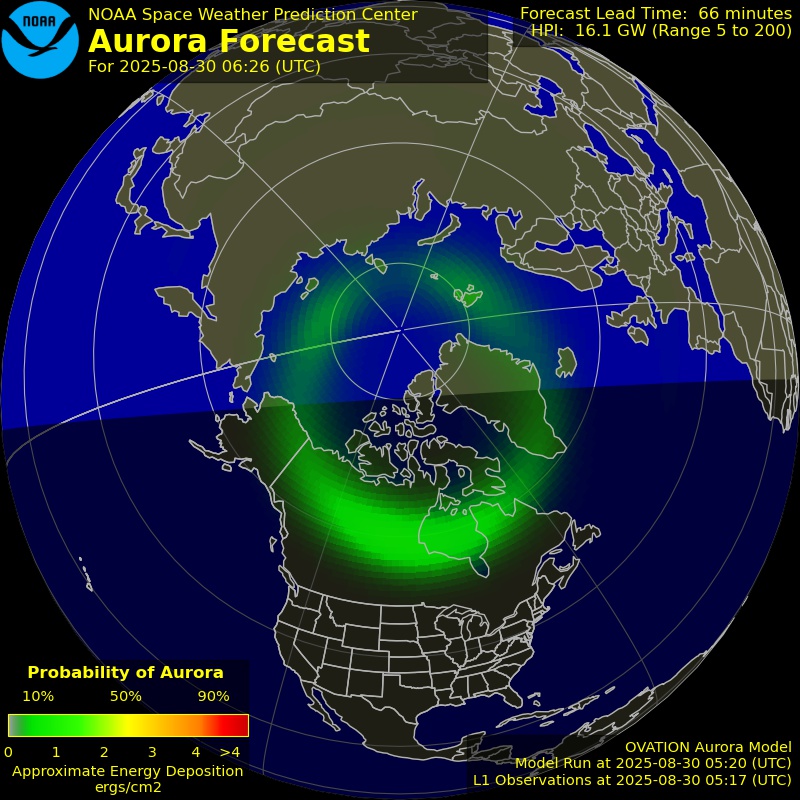 NOAA
NOAA Space Weather Prediction Center
Aurora Forecast
For 2025-08-30 06:26 (UTC)
Forecast Lead Time: 66 minutes
HPI: 16.1 GW (Range 5 to 200)
Probability of Aurora
10% 50% 90%
0 1 2 3 4 >4
Approximate Energy Deposition
ergs/cm2
OVATION Aurora Model
Model Run at 2025-08-30 05:20 (UTC)
L1 Observations at 2025-08-30 05:17 (UTC)